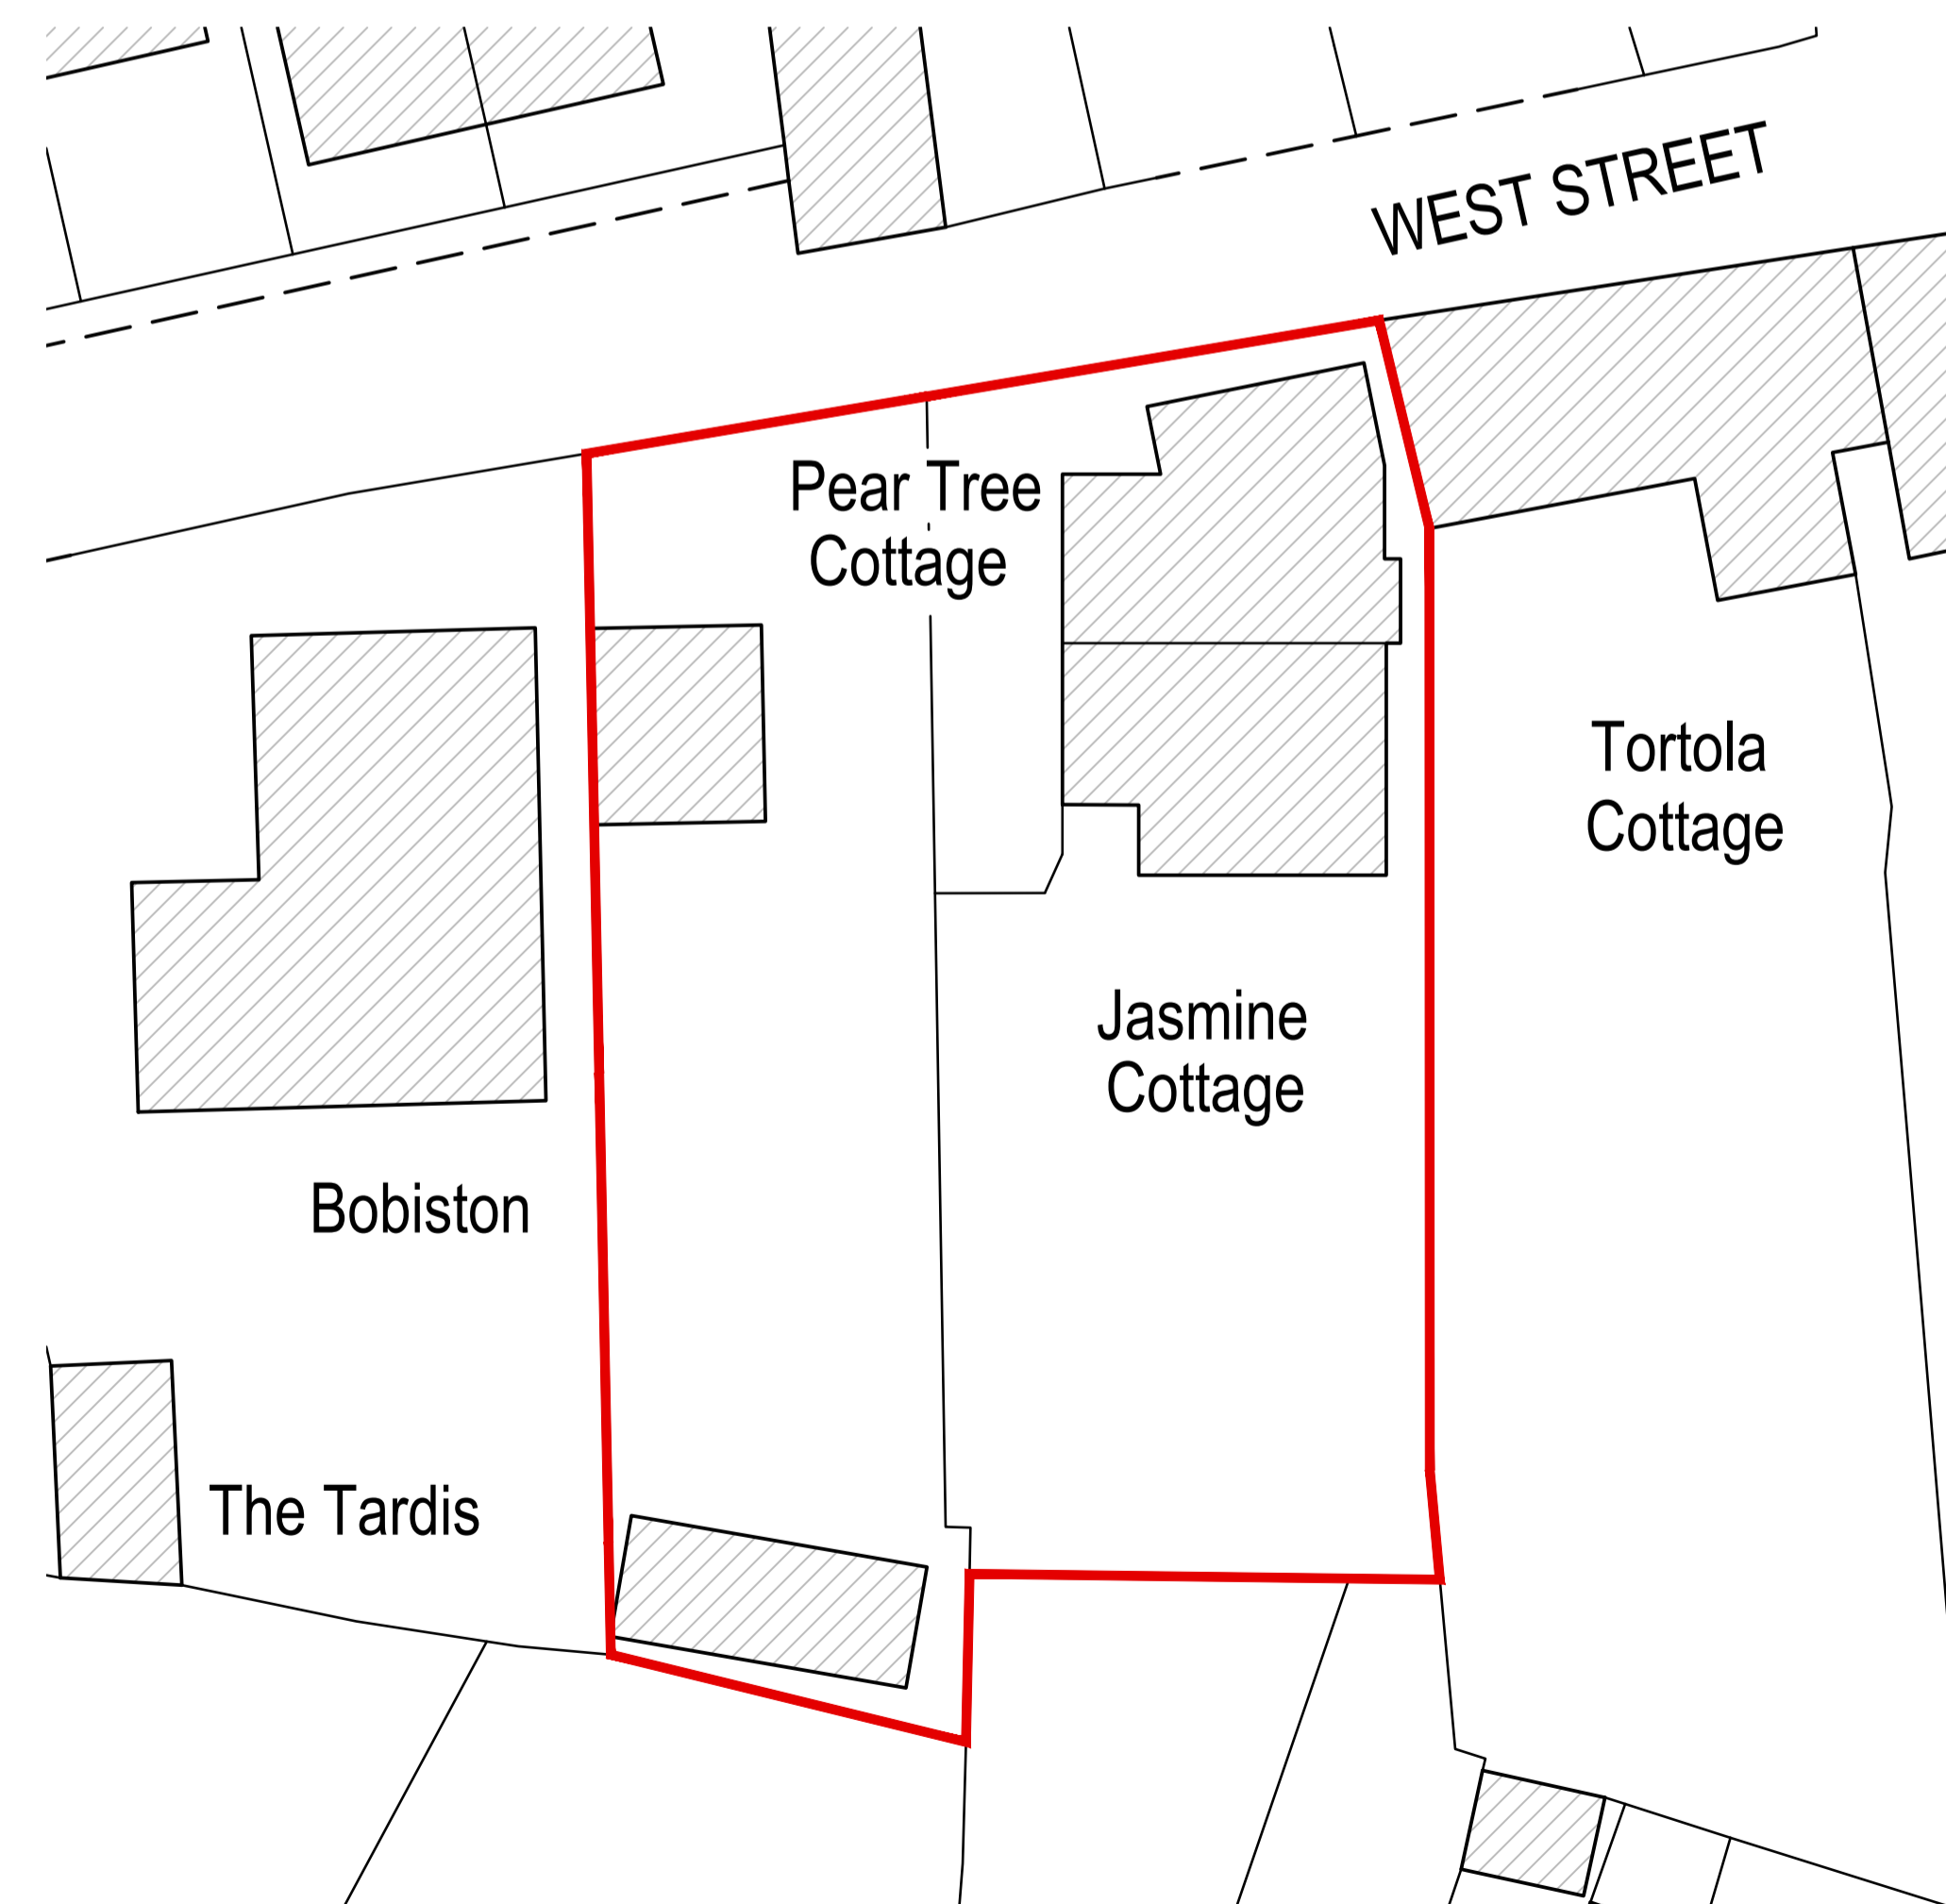 WEST STREET
Pear Tree
Cottage
Tortola
Cottage
Jasmine
Cottage
Bobiston
The Tardis